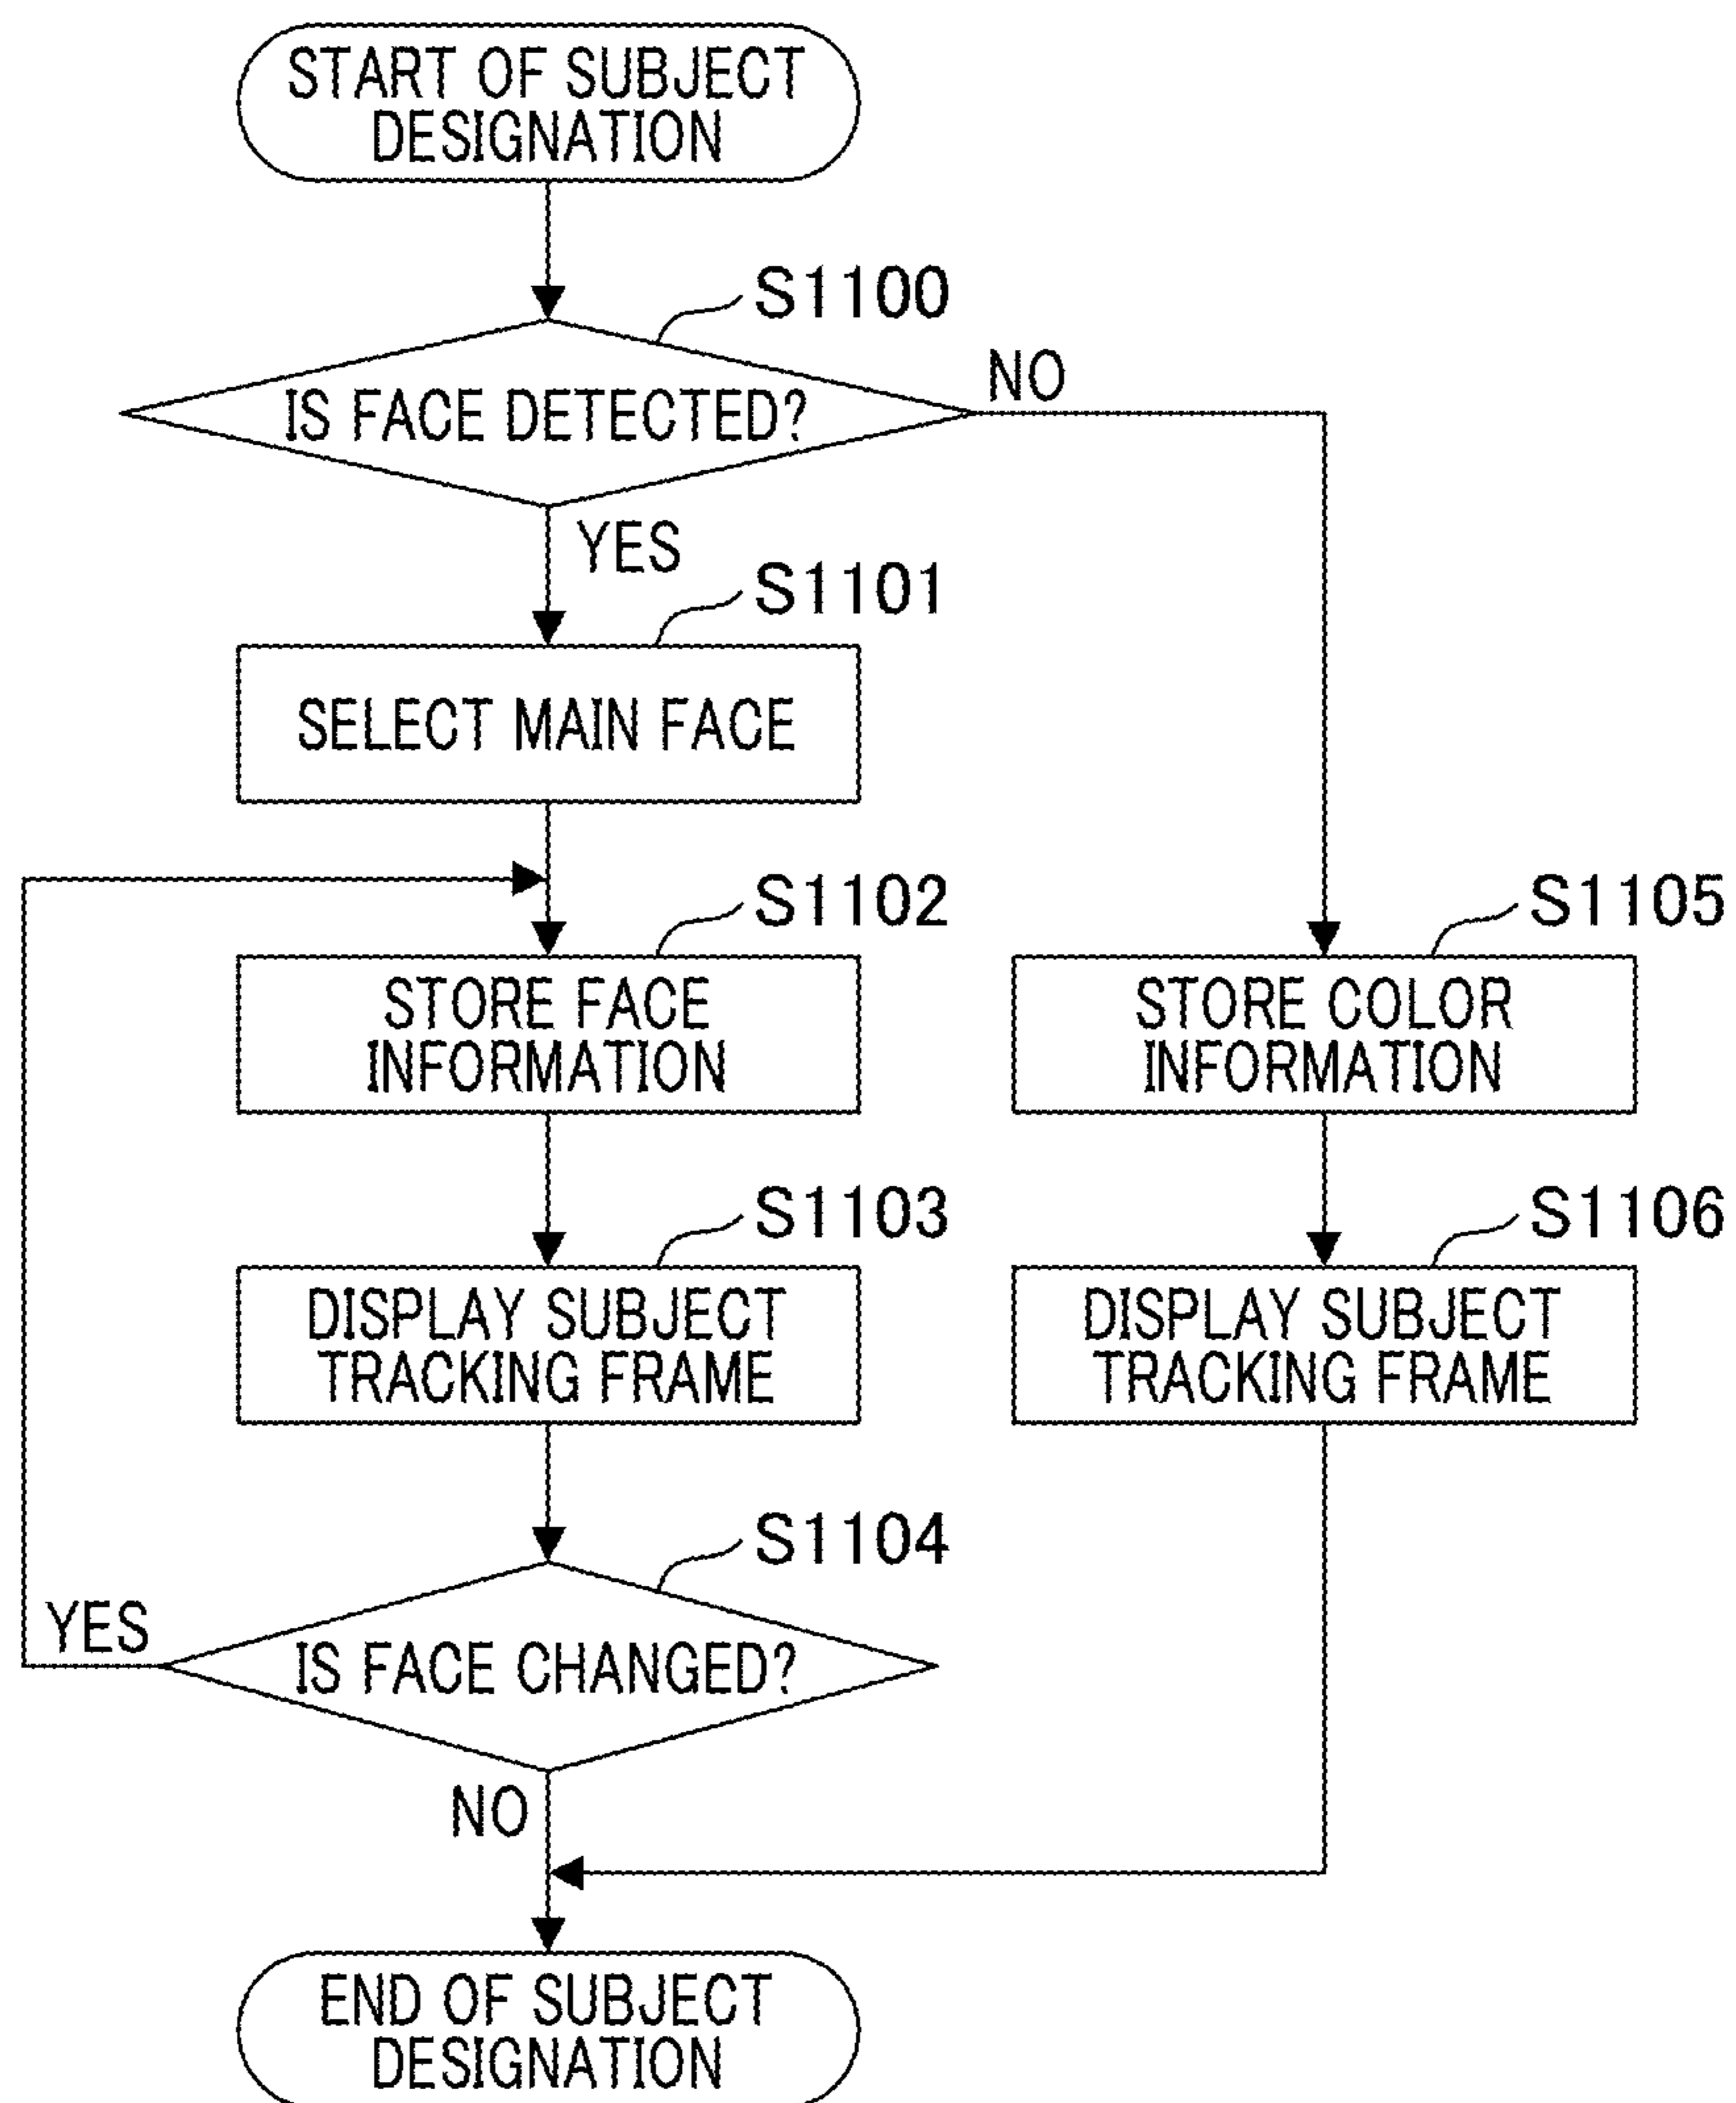 START OF SUBJECT
DESIGNATION
S1100
IS FACE DETECTED?
NO
YES
S1101
SELECT MAIN FACE
S1102
STORE FACE
INFORMATION
S1105
STORE COLOR
INFORMATION
S1103
DISPLAY SUBJECT
TRACKING FRAME
S1106
DISPLAY SUBJECT
TRACKING FRAME
S1104
IS FACE CHANGED?
YES
NO
END OF SUBJECT
DESIGNATION